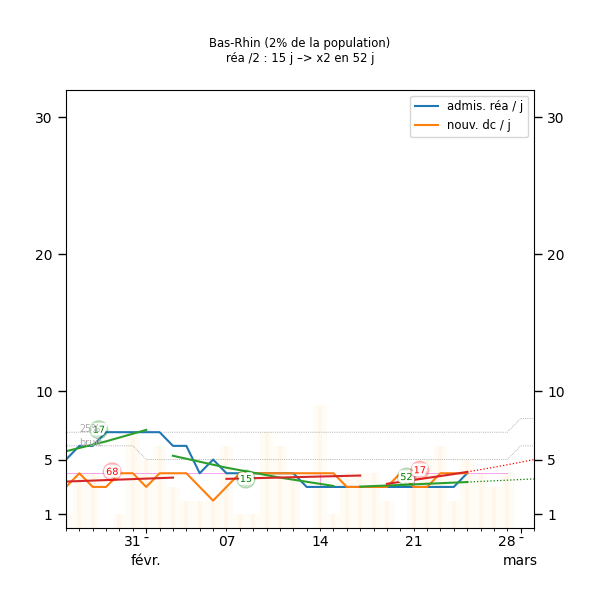 Bas-Rhin (2% de la population)
réa /2 : 15 j –> x2 en 52 j
admis. réa / j
nouv. dc / j
30 30
20 20
10 10
25%
17
68
15
52
17
5 5
1 1
31 - 07 14 21 28 -
févr. mars